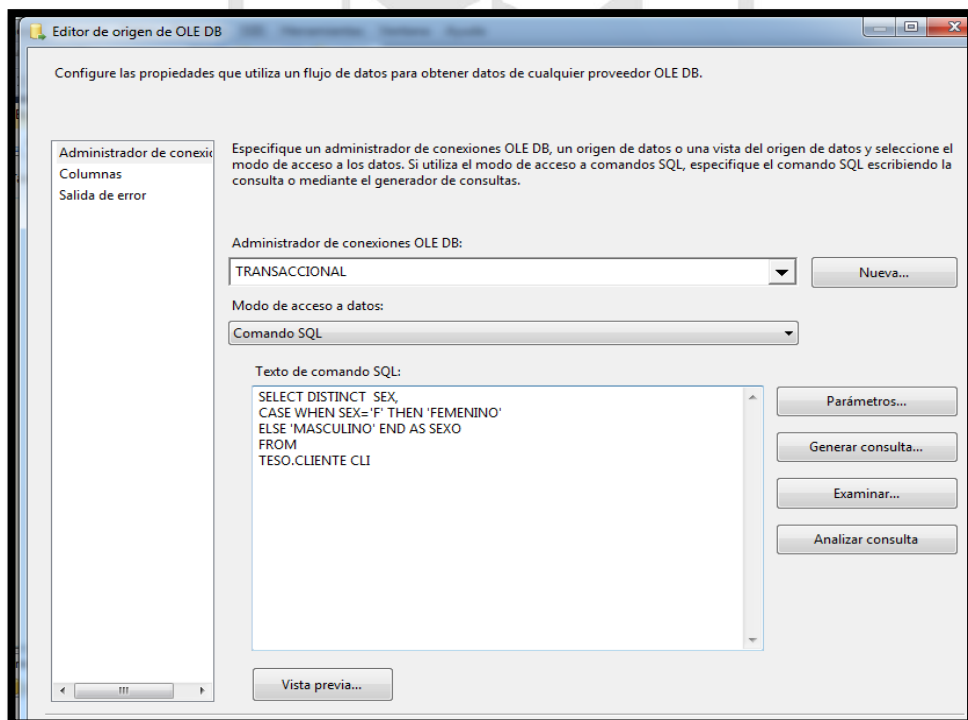 Editor de origen de OLE DB
Configure las propiedades que utiliza un flujo de datos para obtener datos de cualquier proveedor OLE DB.
Administrador de conexic
Columnas
Salida de error
Especifique un administrador de conexiones OLE DB, un origen de datos o una vista del origen de datos y seleccione el
modo de acceso a los datos. Si utiliza el modo de acceso a comandos SQL, especifique el comando SQL escribiendo la
consulta o mediante el generador de consultas.
Administrador de conexiones OLE DB:
TRANSACCIONAL
Nueva...
Modo de acceso a datos:
Comando SQL
Texto de comando SQL:
SELECT DISTINCT  SEX,
CASE WHEN SEX='F' THEN 'FEMENINO'
ELSE 'MASCULINO' END AS SEXO
FROM
TESO.CLIENTE CLI
Parámetros...
Generar consulta...
Examinar...
Analizar consulta
Vista previa...